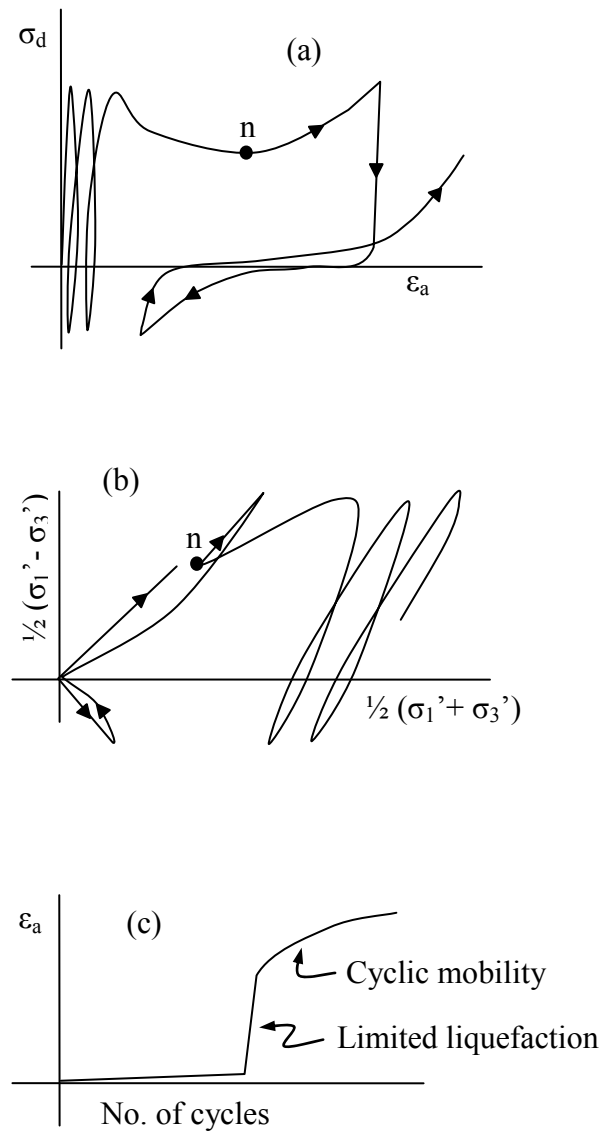 σd
(a)
n
εa
(b)
½ (σ1’ - σ3’)
n
½ (σ1’+ σ3’)
εa
(c)
Cyclic mobility
Limited liquefaction
No. of cycles